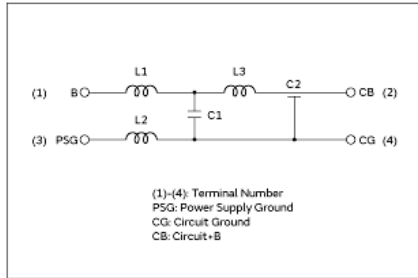 L1 L3
C2
(1) B CB (2)
C1
L2
(3) PSG CG (4)
(1)-(4): Terminal Number
PSG: Power Supply Ground
CG: Circuit Ground
CB: Circuit+B